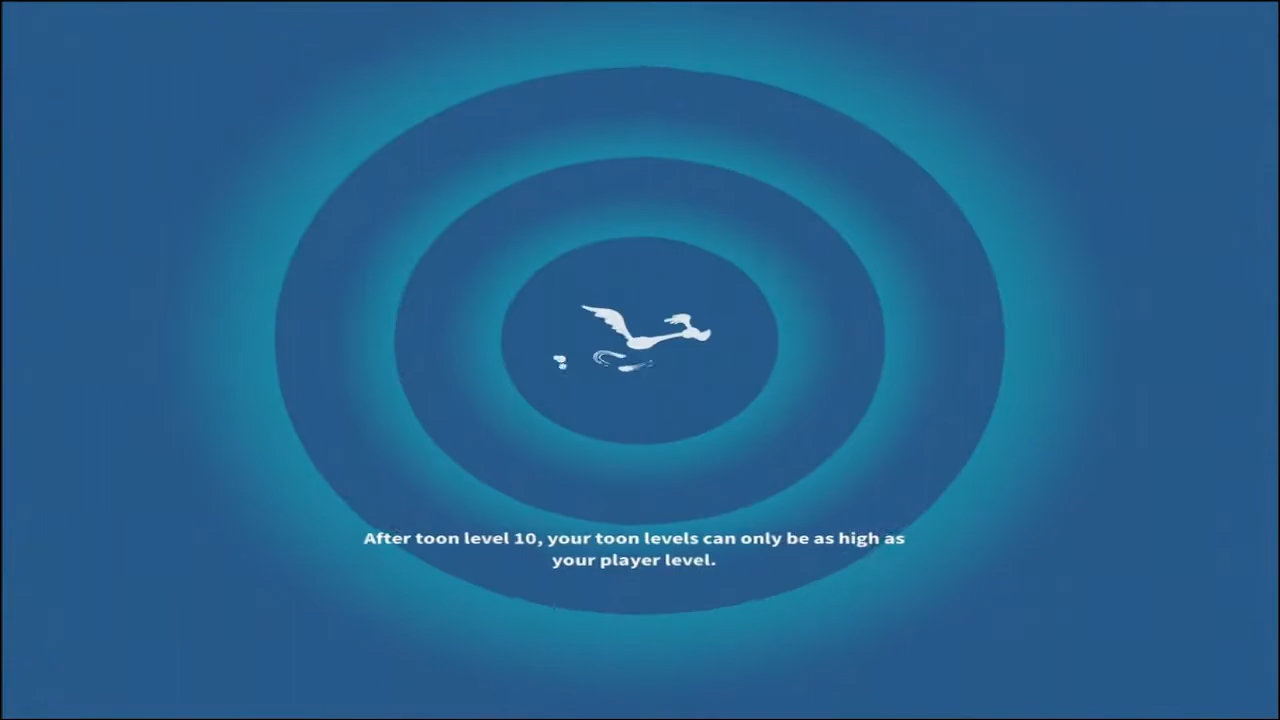 After toon level 10, your toon levels can only be as high as
your player level.